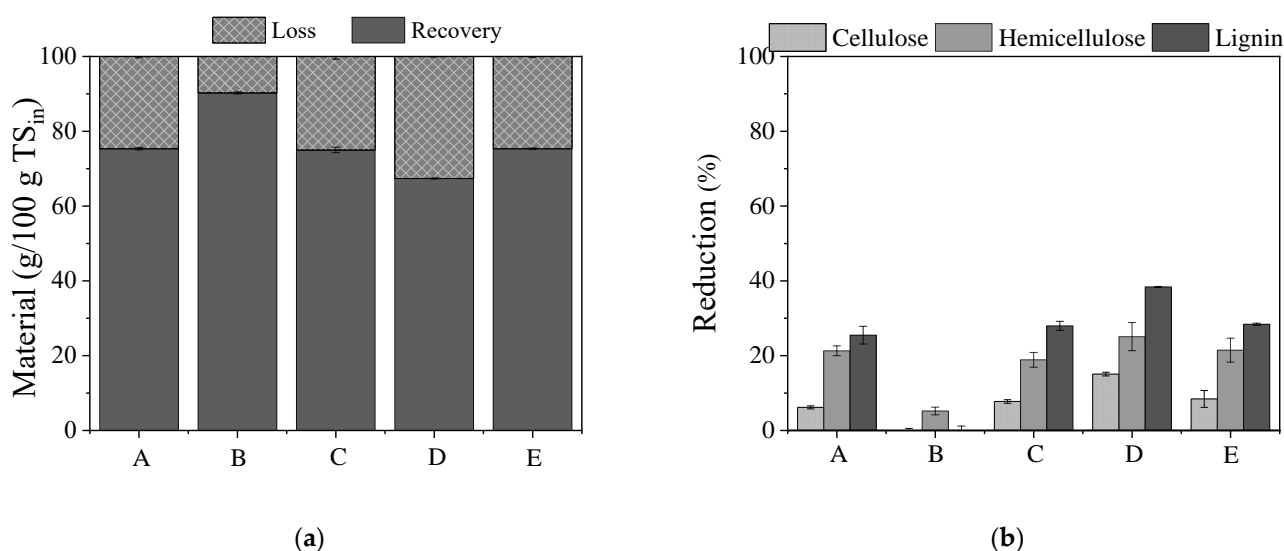 Loss Recovery
Material (g/100 g TSin)
100
80
60
40
20
0
A B C D E
(a)
Cellulose Hemicellulose Lignin
Reduction (%)
100
80
60
40
20
0
A B C D E
(b)